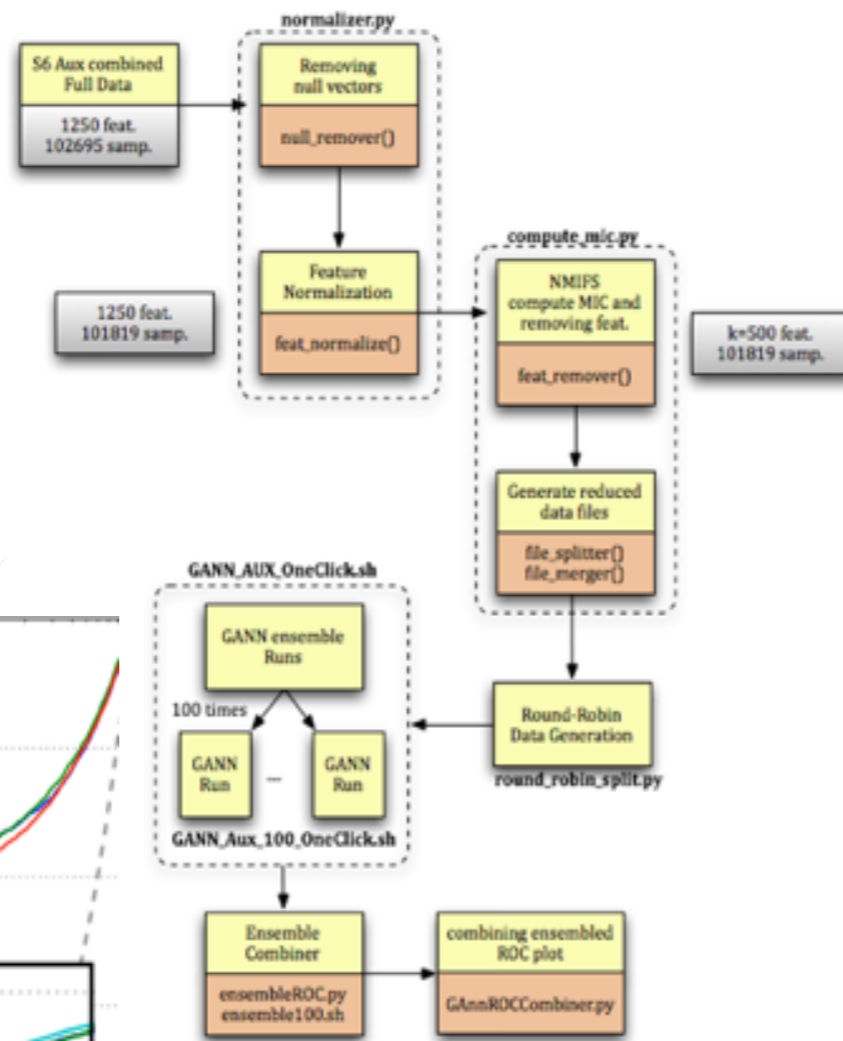 normalizer.py
S6 Aux combined
Full Data
1250 feat.
102695 samp.
Removing
null vectors
null_remover()
Feature
Normalization
feat_normalize()
1250 feat.
101819 samp.
compute_mic.py
NMIFS
compute MIC and
removing feat.
feat_remover()
k=500 feat.
101819 samp.
Generate reduced
data files
file_splitter()
file_merger()
Round-Robin
Data Generation
round_robin_split.py
GANN_AUX_OneClick.sh
GANN ensemble
Runs
100 times
GANN
Run
...
GANN
Run
GANN_Aux_100_OneClick.sh
Ensemble
Combiner
ensembleROC.py
ensemble100.sh
combining ensembled
ROC plot
GAnnROCCombiner.py